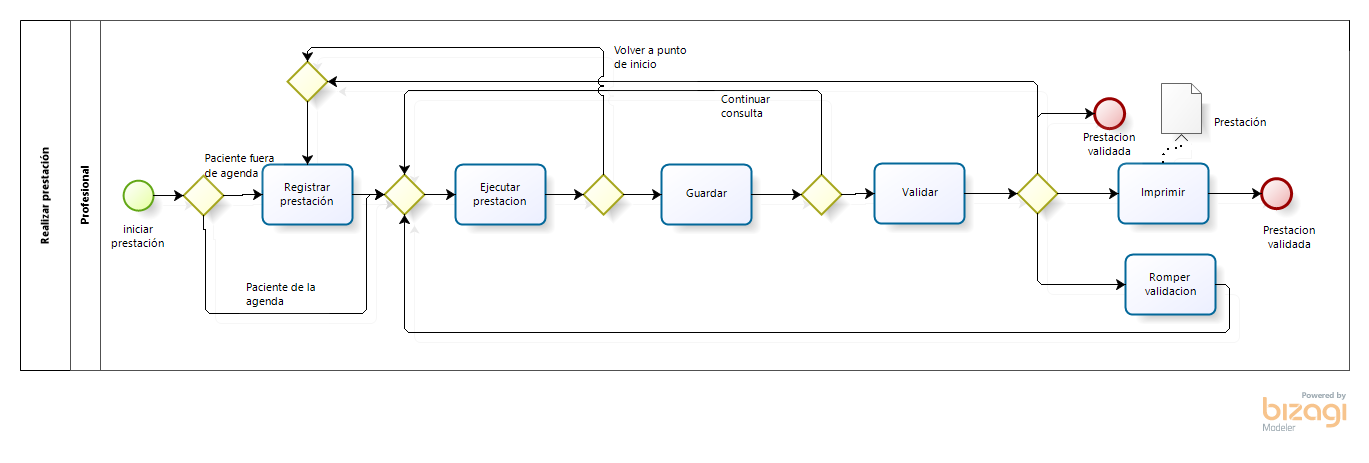 Realizar prestación
Profesional
iniciar
prestación
Paciente fuera
de agenda
Registrar
prestación
Paciente de la
agenda
Ejecutar
prestacion
Volver a punto
de inicio
Guardar
Continuar
consulta
Validar
Prestacion
validada
Prestación
Imprimir
Prestacion
validada
Romper
validacion
Powered by
bizagi
Modeler